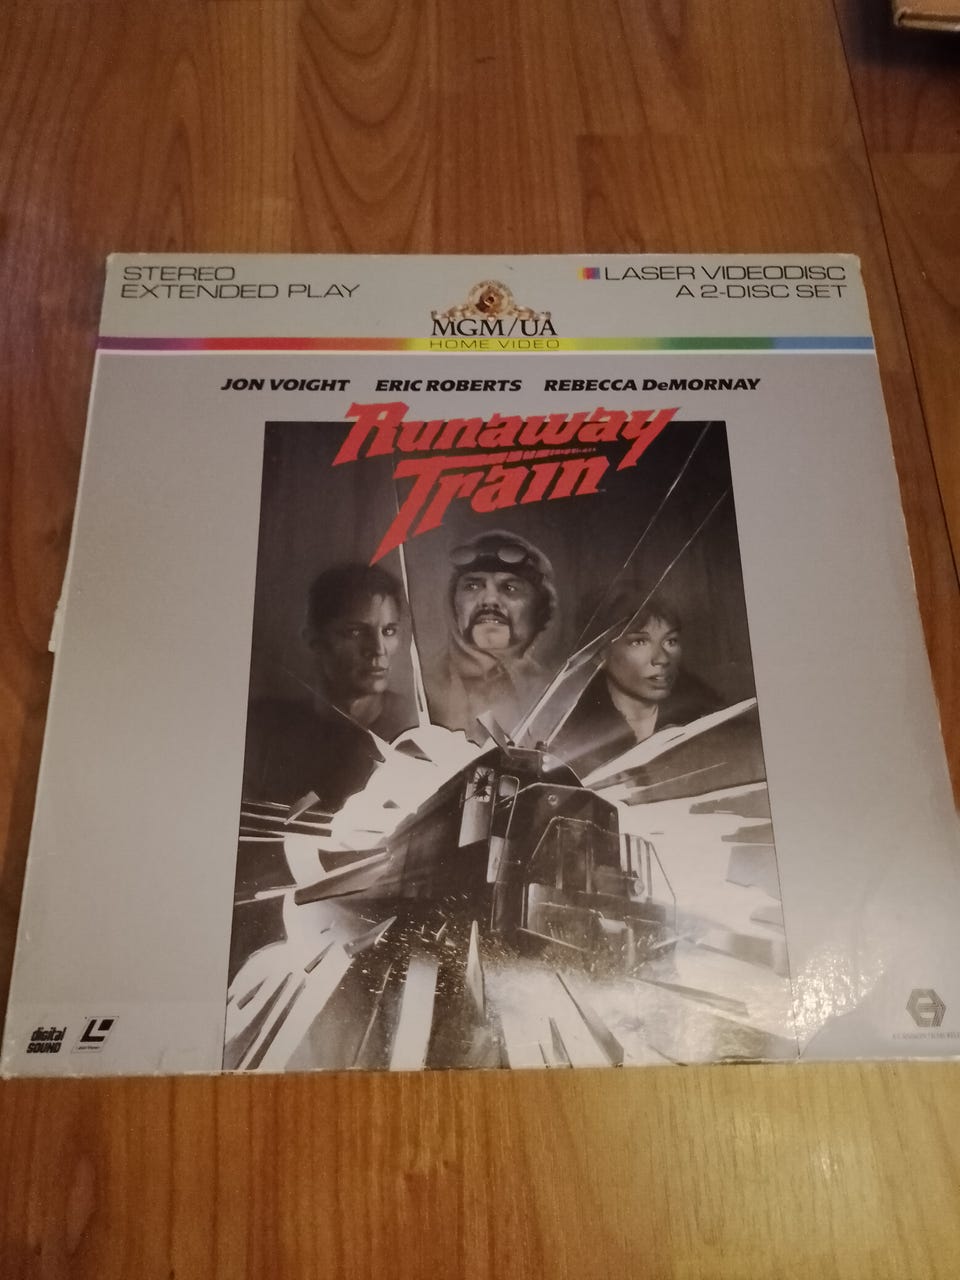 STEREO
EXTENDED PLAY
LASER VIDEODISC
A 2-DISC SET
MGM/UA
HOME VIDEO
JON VOIGHT ERIC ROBERTS REBECCA DeMORNAY
Runaway
Train
digital
SOUND